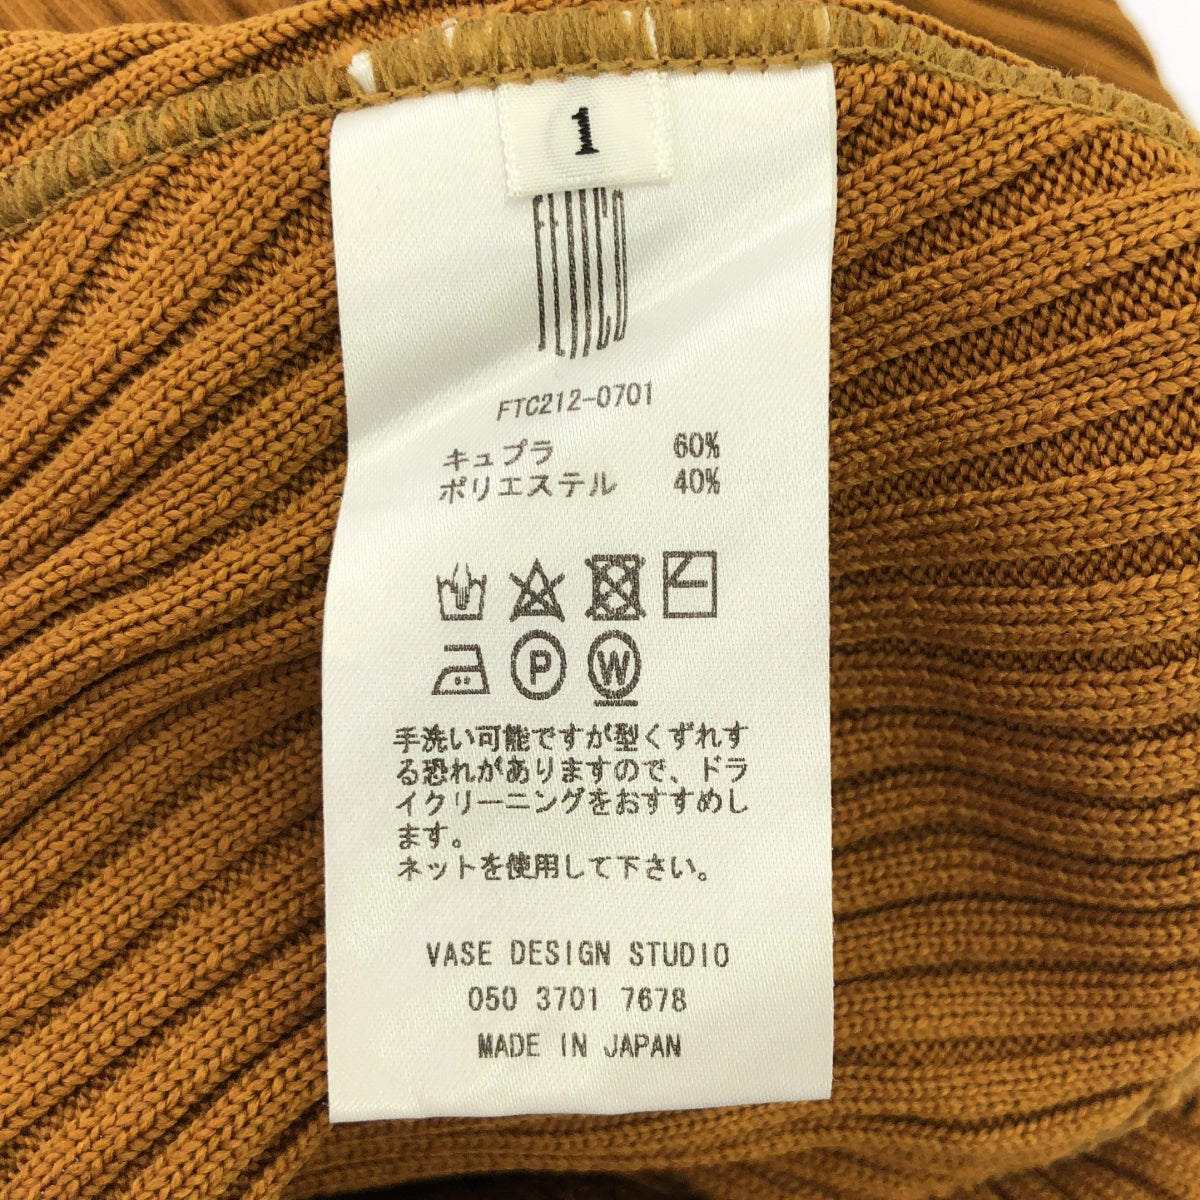 1
FETICO
FTC212-0701
キュプラ 60%
ポリエステル 40%
P W
手洗い可能ですが型くずれす
る恐れがありますので、ドラ
イクリーニングをおすすめし
ます。
ネットを使用して下さい。
VASE DESIGN STUDIO
050 3701 7678
MADE IN JAPAN